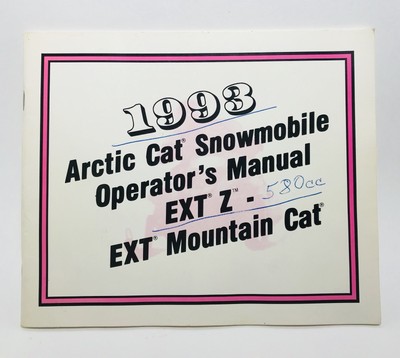 1993
Arctic Cat® Snowmobile
Operator's Manual
EXT® Z™ - 580cc
EXT® Mountain Cat®